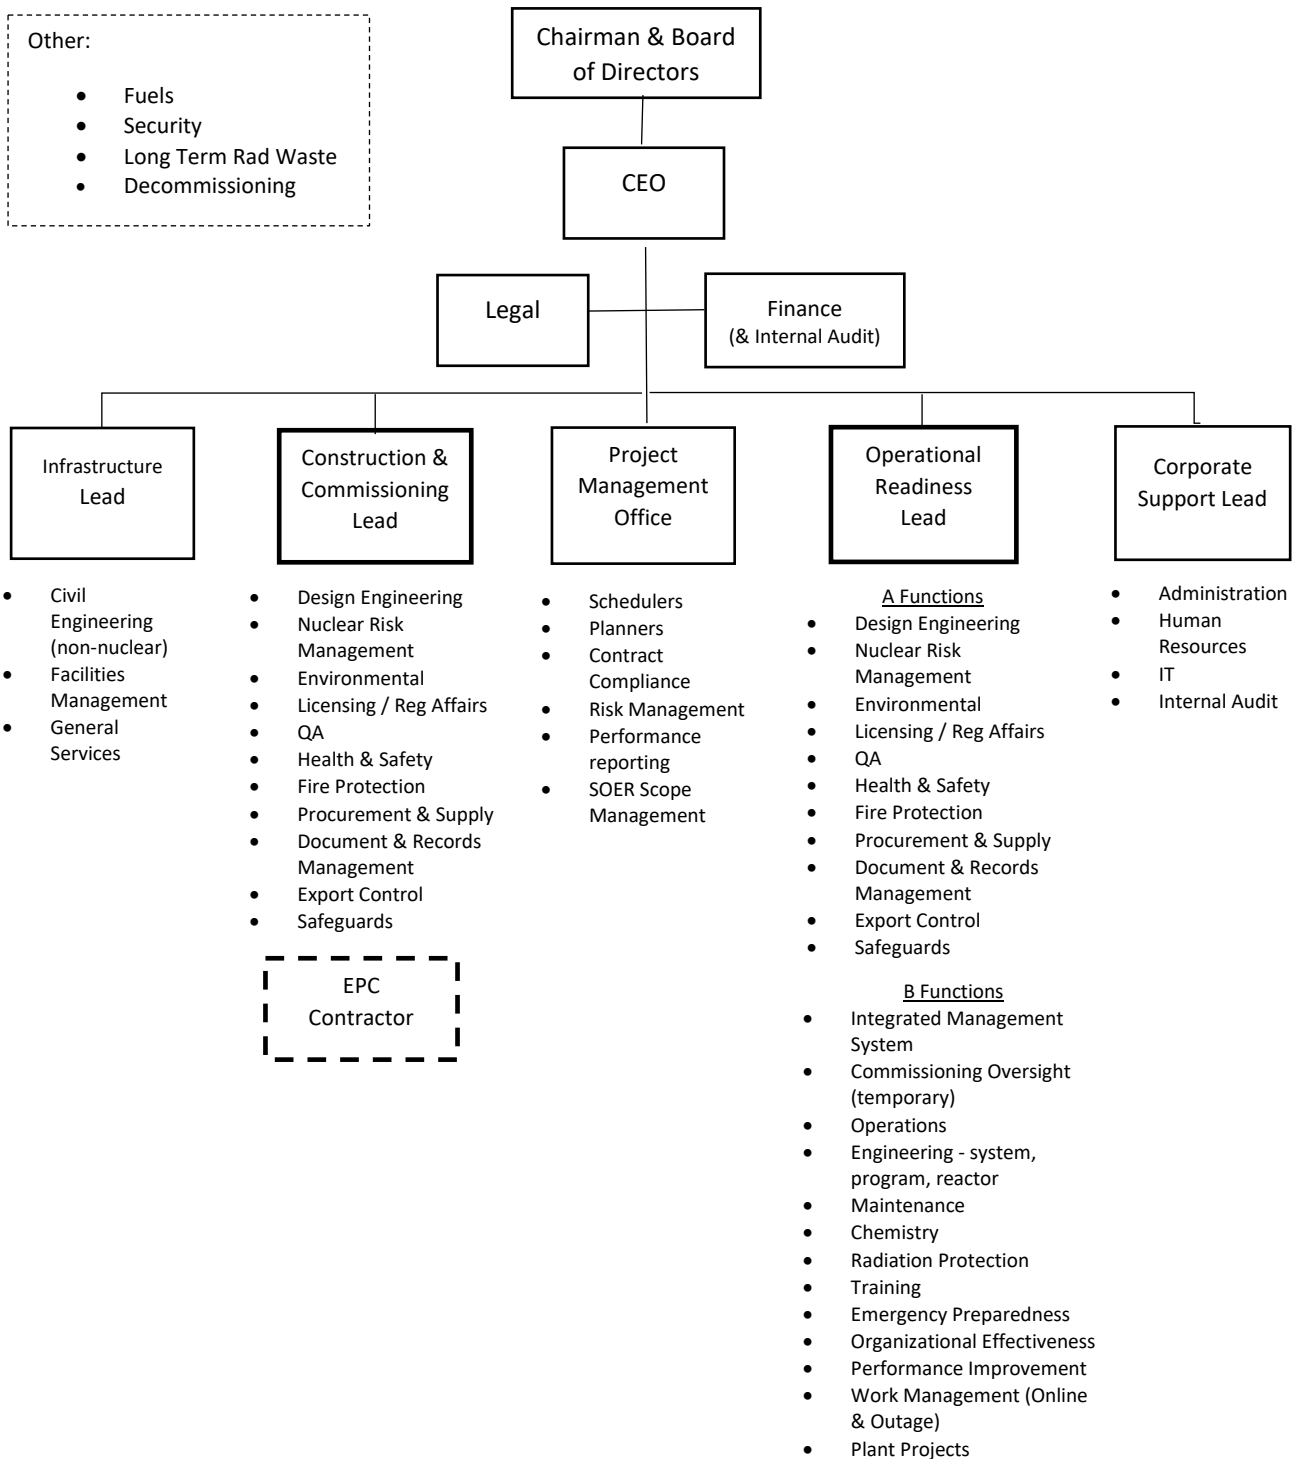 Other:
• Fuels
• Security
• Long Term Rad Waste
• Decommissioning
Chairman & Board
of Directors
CEO
Legal
Finance
(& Internal Audit)
Infrastructure
Lead
• Civil
Engineering
(non-nuclear)
• Facilities
Management
• General
Services
Construction &
Commissioning
Lead
• Design Engineering
• Nuclear Risk
Management
• Environmental
• Licensing / Reg Affairs
• QA
• Health & Safety
• Fire Protection
• Procurement & Supply
• Document & Records
Management
• Export Control
• Safeguards
EPC
Contractor
Project
Management
Office
• Schedulers
• Planners
• Contract
Compliance
• Risk Management
• Performance
reporting
• SOER Scope
Management
Operational
Readiness
Lead
A Functions
• Design Engineering
• Nuclear Risk
Management
• Environmental
• Licensing / Reg Affairs
• QA
• Health & Safety
• Fire Protection
• Procurement & Supply
• Document & Records
Management
• Export Control
• Safeguards
B Functions
• Integrated Management
System
• Commissioning Oversight
(temporary)
• Operations
• Engineering - system,
program, reactor
• Maintenance
• Chemistry
• Radiation Protection
• Training
• Emergency Preparedness
• Organizational Effectiveness
• Performance Improvement
• Work Management (Online
& Outage)
• Plant Projects
Corporate
Support Lead
• Administration
• Human
Resources
• IT
• Internal Audit